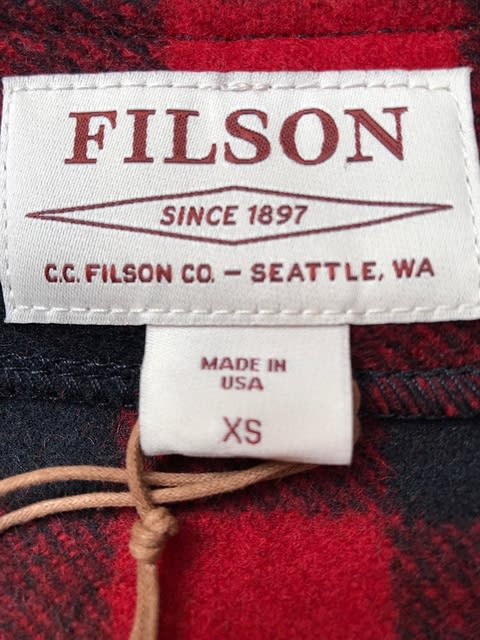 FILSON
SINCE 1897
C.C. FILSON CO. – SEATTLE, WA
MADE IN
USA
XS